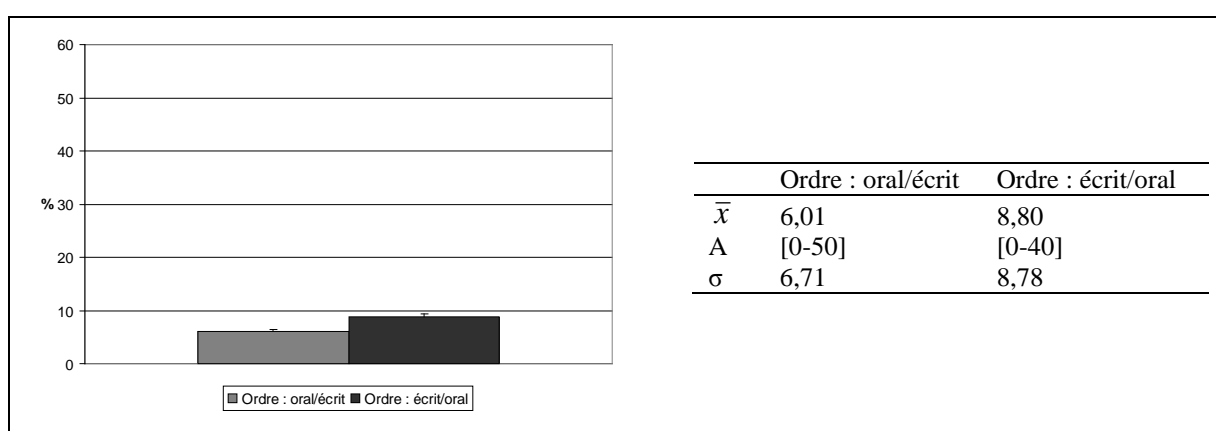 60
50
40
% 30
20
10
0
Ordre : oral/écrit Ordre : écrit/oral
Ordre : oral/écrit Ordre : écrit/oral
x̄ 6,01 8,80
A [0-50] [0-40]
σ 6,71 8,78